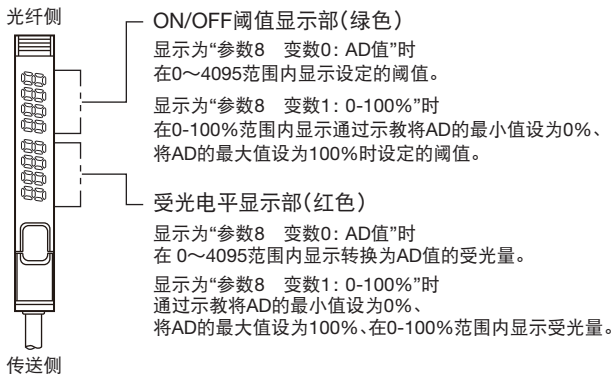 光纤侧
ON/OFF阈值显示部(绿色)
显示为“参数8 变数0: AD值”时
在0～4095范围内显示设定的阈值。
显示为“参数8 变数1: 0-100%”时
在0-100%范围内显示通过示教将AD的最小值设为0%、
将AD的最大值设为100%时设定的阈值。
受光电平显示部(红色)
显示为“参数8 变数0: AD值”时
在 0～4095范围内显示转换为AD值的受光量。
显示为“参数8 变数1: 0-100%”时
通过示教将AD的最小值设为0%、
将AD的最大值设为100%、在0-100%范围内显示受光量。
传送侧